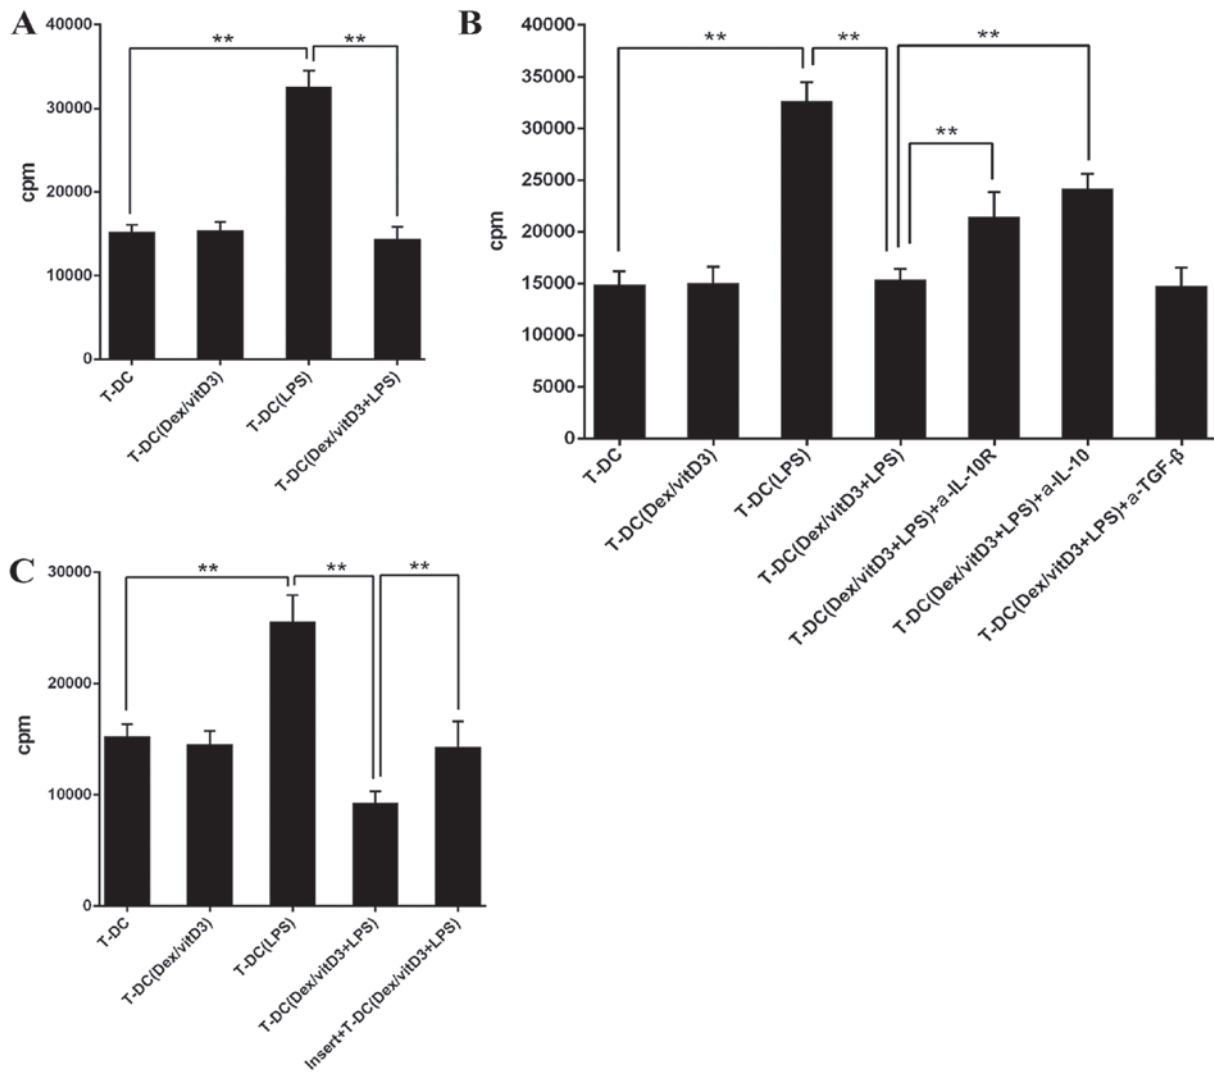 A
40000
30000
20000
10000
0
cpm
** **
T-DC
T-DC(Dex/vitD3)
T-DC(LPS)
T-DC(Dex/vitD3+LPS)
B
40000
35000
30000
25000
20000
15000
10000
5000
0
cpm
** ** **
**
T-DC
T-DC(Dex/vitD3)
T-DC(LPS)
T-DC(Dex/vitD3+LPS)
T-DC(Dex/vitD3+LPS)+a-IL-10R
T-DC(Dex/vitD3+LPS)+a-IL-10
T-DC(Dex/vitD3+LPS)+a-TGF-β
C
30000
20000
10000
0
cpm
** ** **
T-DC
T-DC(Dex/vitD3)
T-DC(LPS)
T-DC(Dex/vitD3+LPS)
Insert+T-DC(Dex/vitD3+LPS)